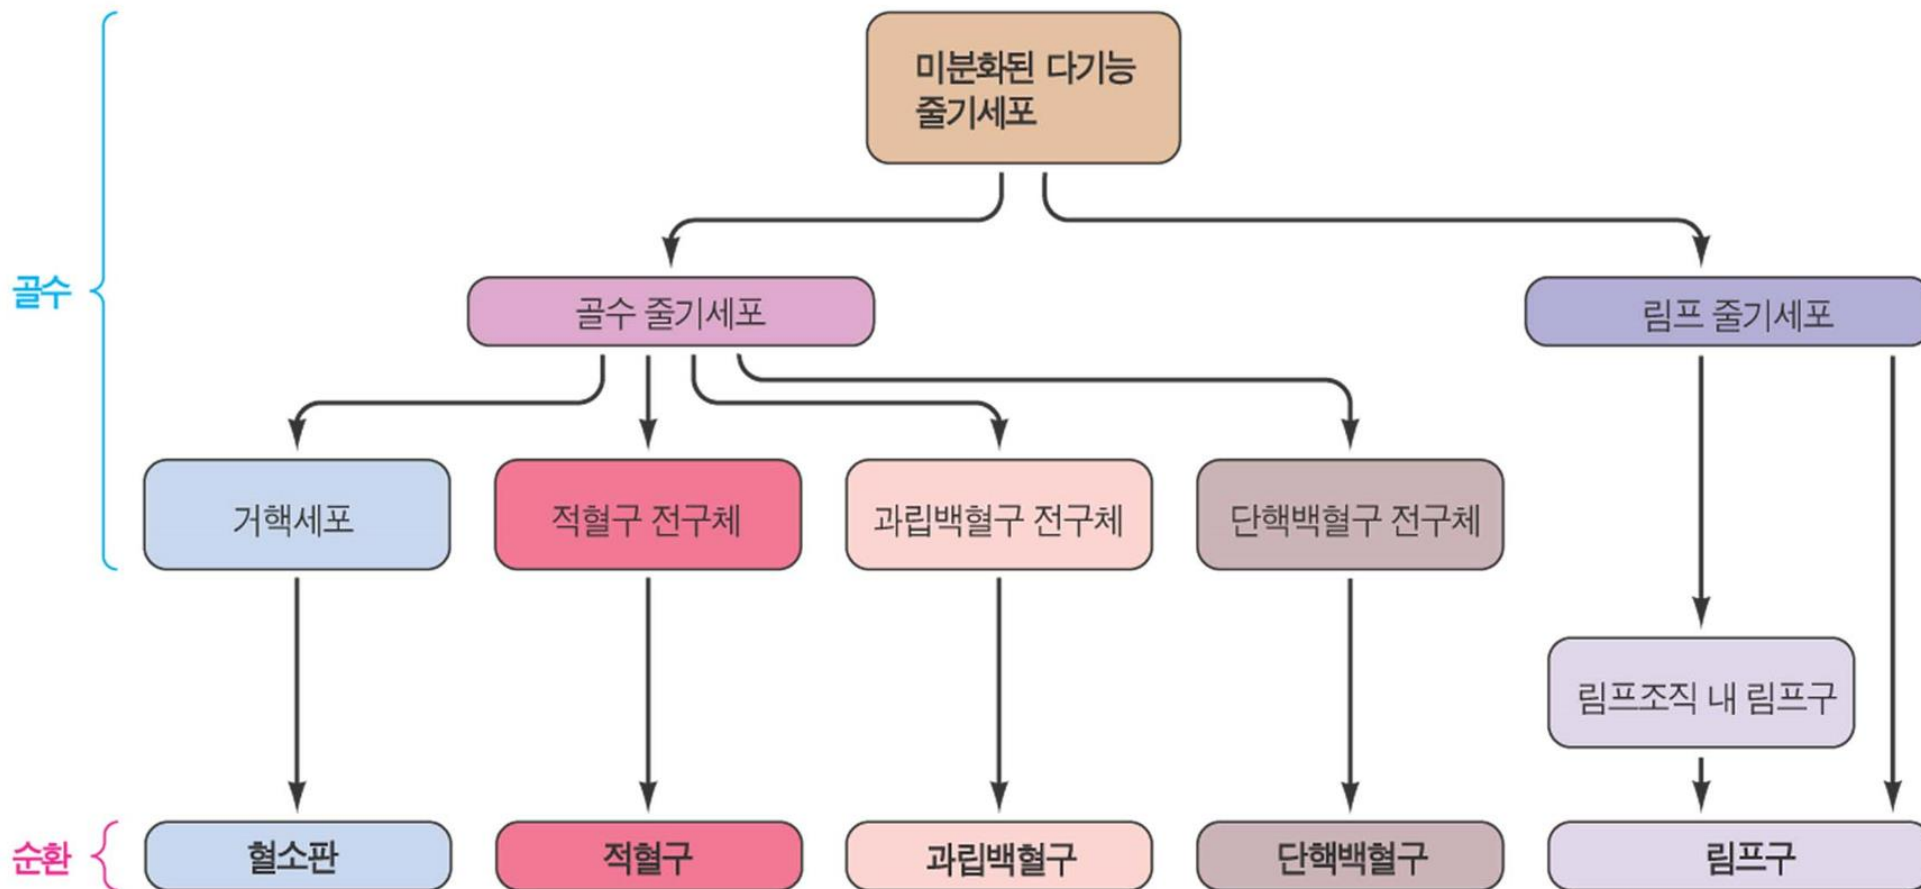 미분화된 다기능
줄기세포
골수
골수 줄기세포
림프 줄기세포
거핵세포
적혈구 전구체
과립백혈구 전구체
단핵백혈구 전구체
림프조직 내 림프구
순환
혈소판
적혈구
과립백혈구
단핵백혈구
림프구